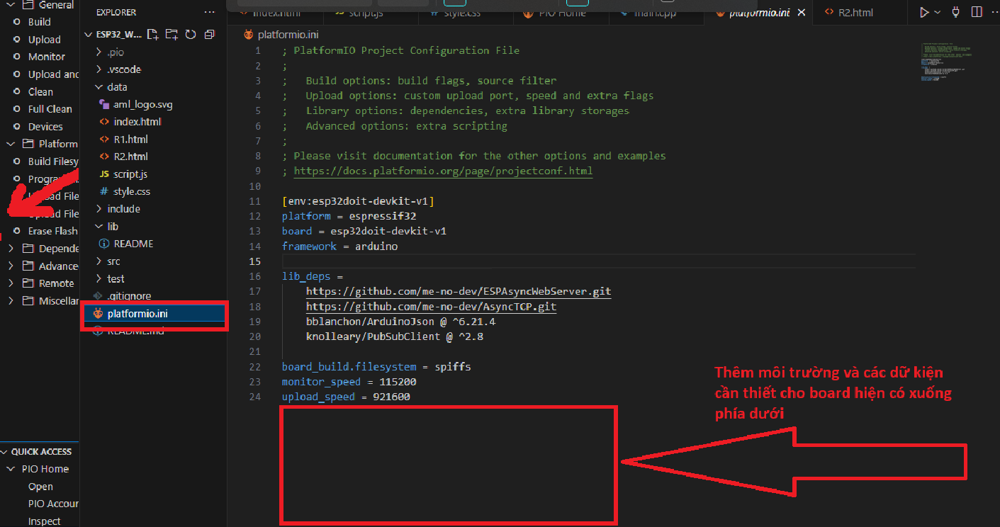 General
Build
Upload
Monitor
Upload and
Clean
Full Clean
Devices
Platform
Build Filesy
Upload File
Upload File
Erase Flash
Depende
Advance
Remote
Miscellar
QUICK ACCESS
PIO Home
Open
PIO Accour
Inspect
EXPLORER
ESP32_W...
.pio
.vscode
data
aml_logo.svg
index.html
R1.html
R2.html
JS script.js
# style.css
include
lib
README
src
test
.gitignore
platformio.ini
README.md
index.html
script.js
style.css
PIO Home
main.cpp
platformio.ini
R2.html
platformio.ini
1 ; PlatformIO Project Configuration File
2 ;
3 ; Build options: build flags, source filter
4 ; Upload options: custom upload port, speed and extra flags
5 ; Library options: dependencies, extra library storages
6 ; Advanced options: extra scripting
7 ;
8 ; Please visit documentation for the other options and examples
9 ; https://docs.platformio.org/page/projectconf.html
10
11 [env:esp32doit-devkit-v1]
12 platform = espressif32
13 board = esp32doit-devkit-v1
14 framework = arduino
15
16 lib_deps =
17 https://github.com/me-no-dev/ESPAsyncWebServer.git
18 https://github.com/me-no-dev/AsyncTCP.git
19 bblanchon/ArduinoJson @ ^6.21.4
20 knolleary/PubSubClient @ ^2.8
21
22 board_build.filesystem = spiffs
23 monitor_speed = 115200
24 upload_speed = 921600
Thêm môi trường và các dữ kiện
cần thiết cho board hiện có xuống
phía dưới